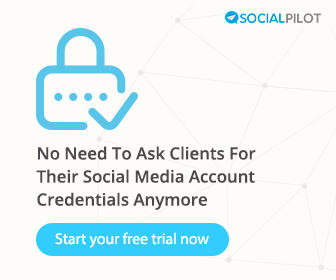 SOCIALPILOT
No Need To Ask Clients For
Their Social Media Account
Credentials Anymore
Start your free trial now